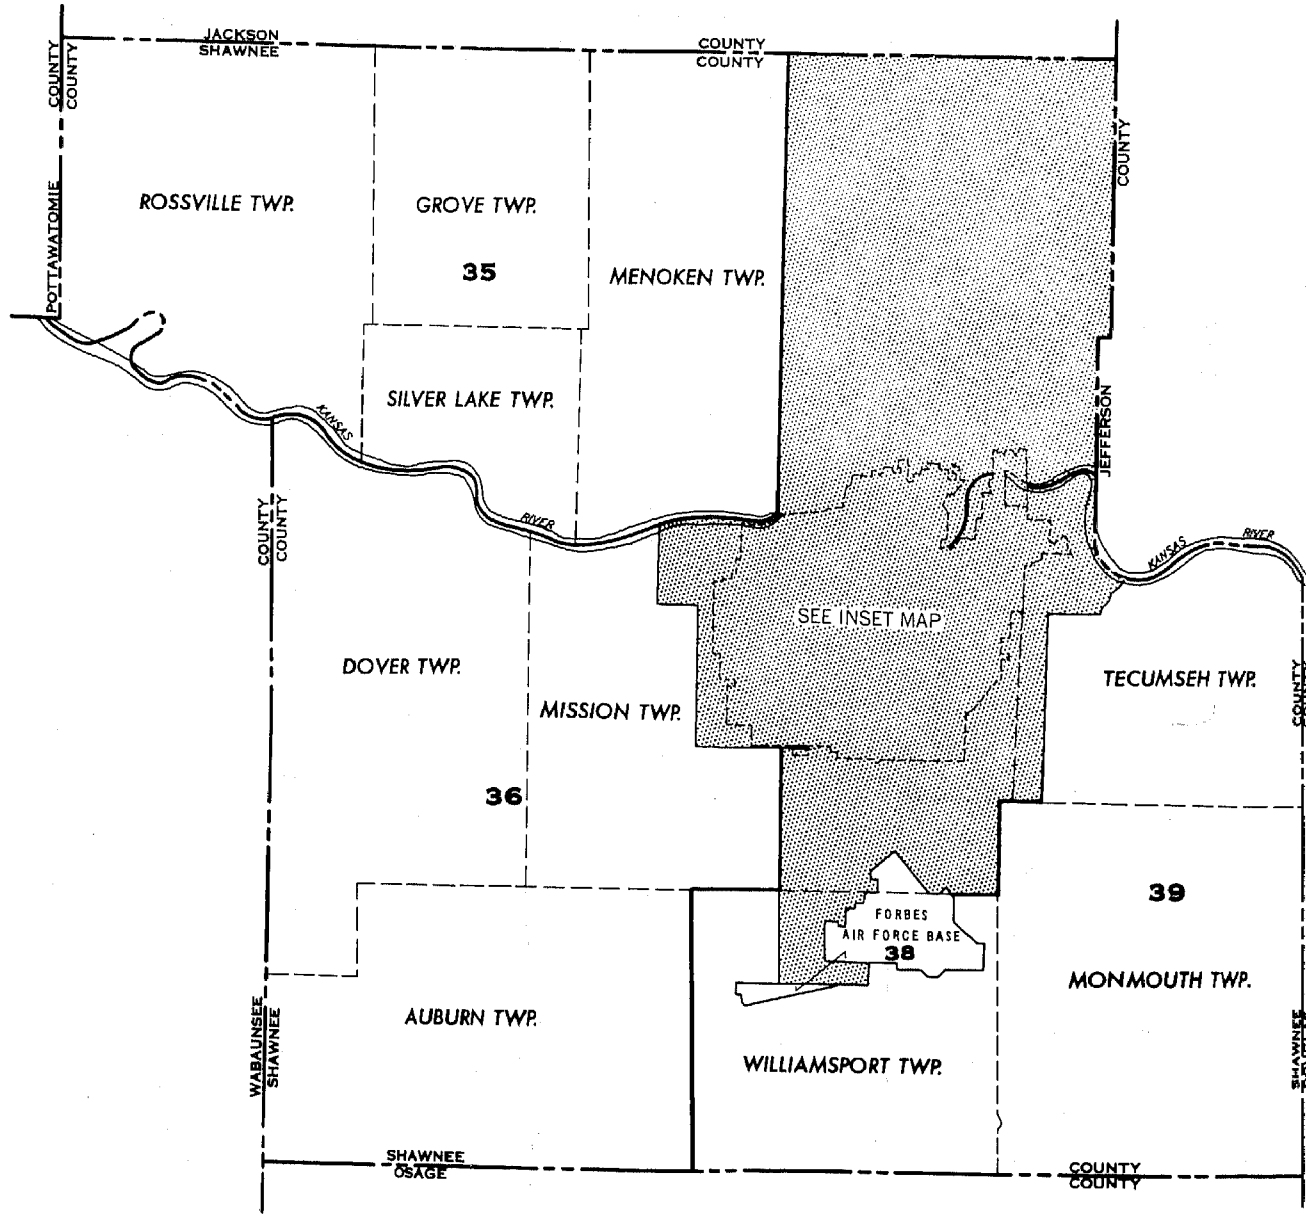 JACKSON
SHAWNEE
COUNTY
COUNTY
COUNTY
COUNTY
POTTAWATOMIE
COUNTY
ROSSVILLE TWP.
GROVE TWP.
35
MENOKEN TWP.
SILVER LAKE TWP.
KANSAS
RIVER
JEFFERSON
COUNTY
COUNTY
KANSAS
RIVER
SEE INSET MAP
DOVER TWP.
MISSION TWP.
TECUMSEH TWP.
COUNTY
36
39
FORBES
AIR FORCE BASE
38
MONMOUTH TWP.
AUBURN TWP.
WABAUNSEE
SHAWNEE
WILLIAMSPORT TWP.
SHAWNEE
SHAWNEE
OSAGE
COUNTY
COUNTY